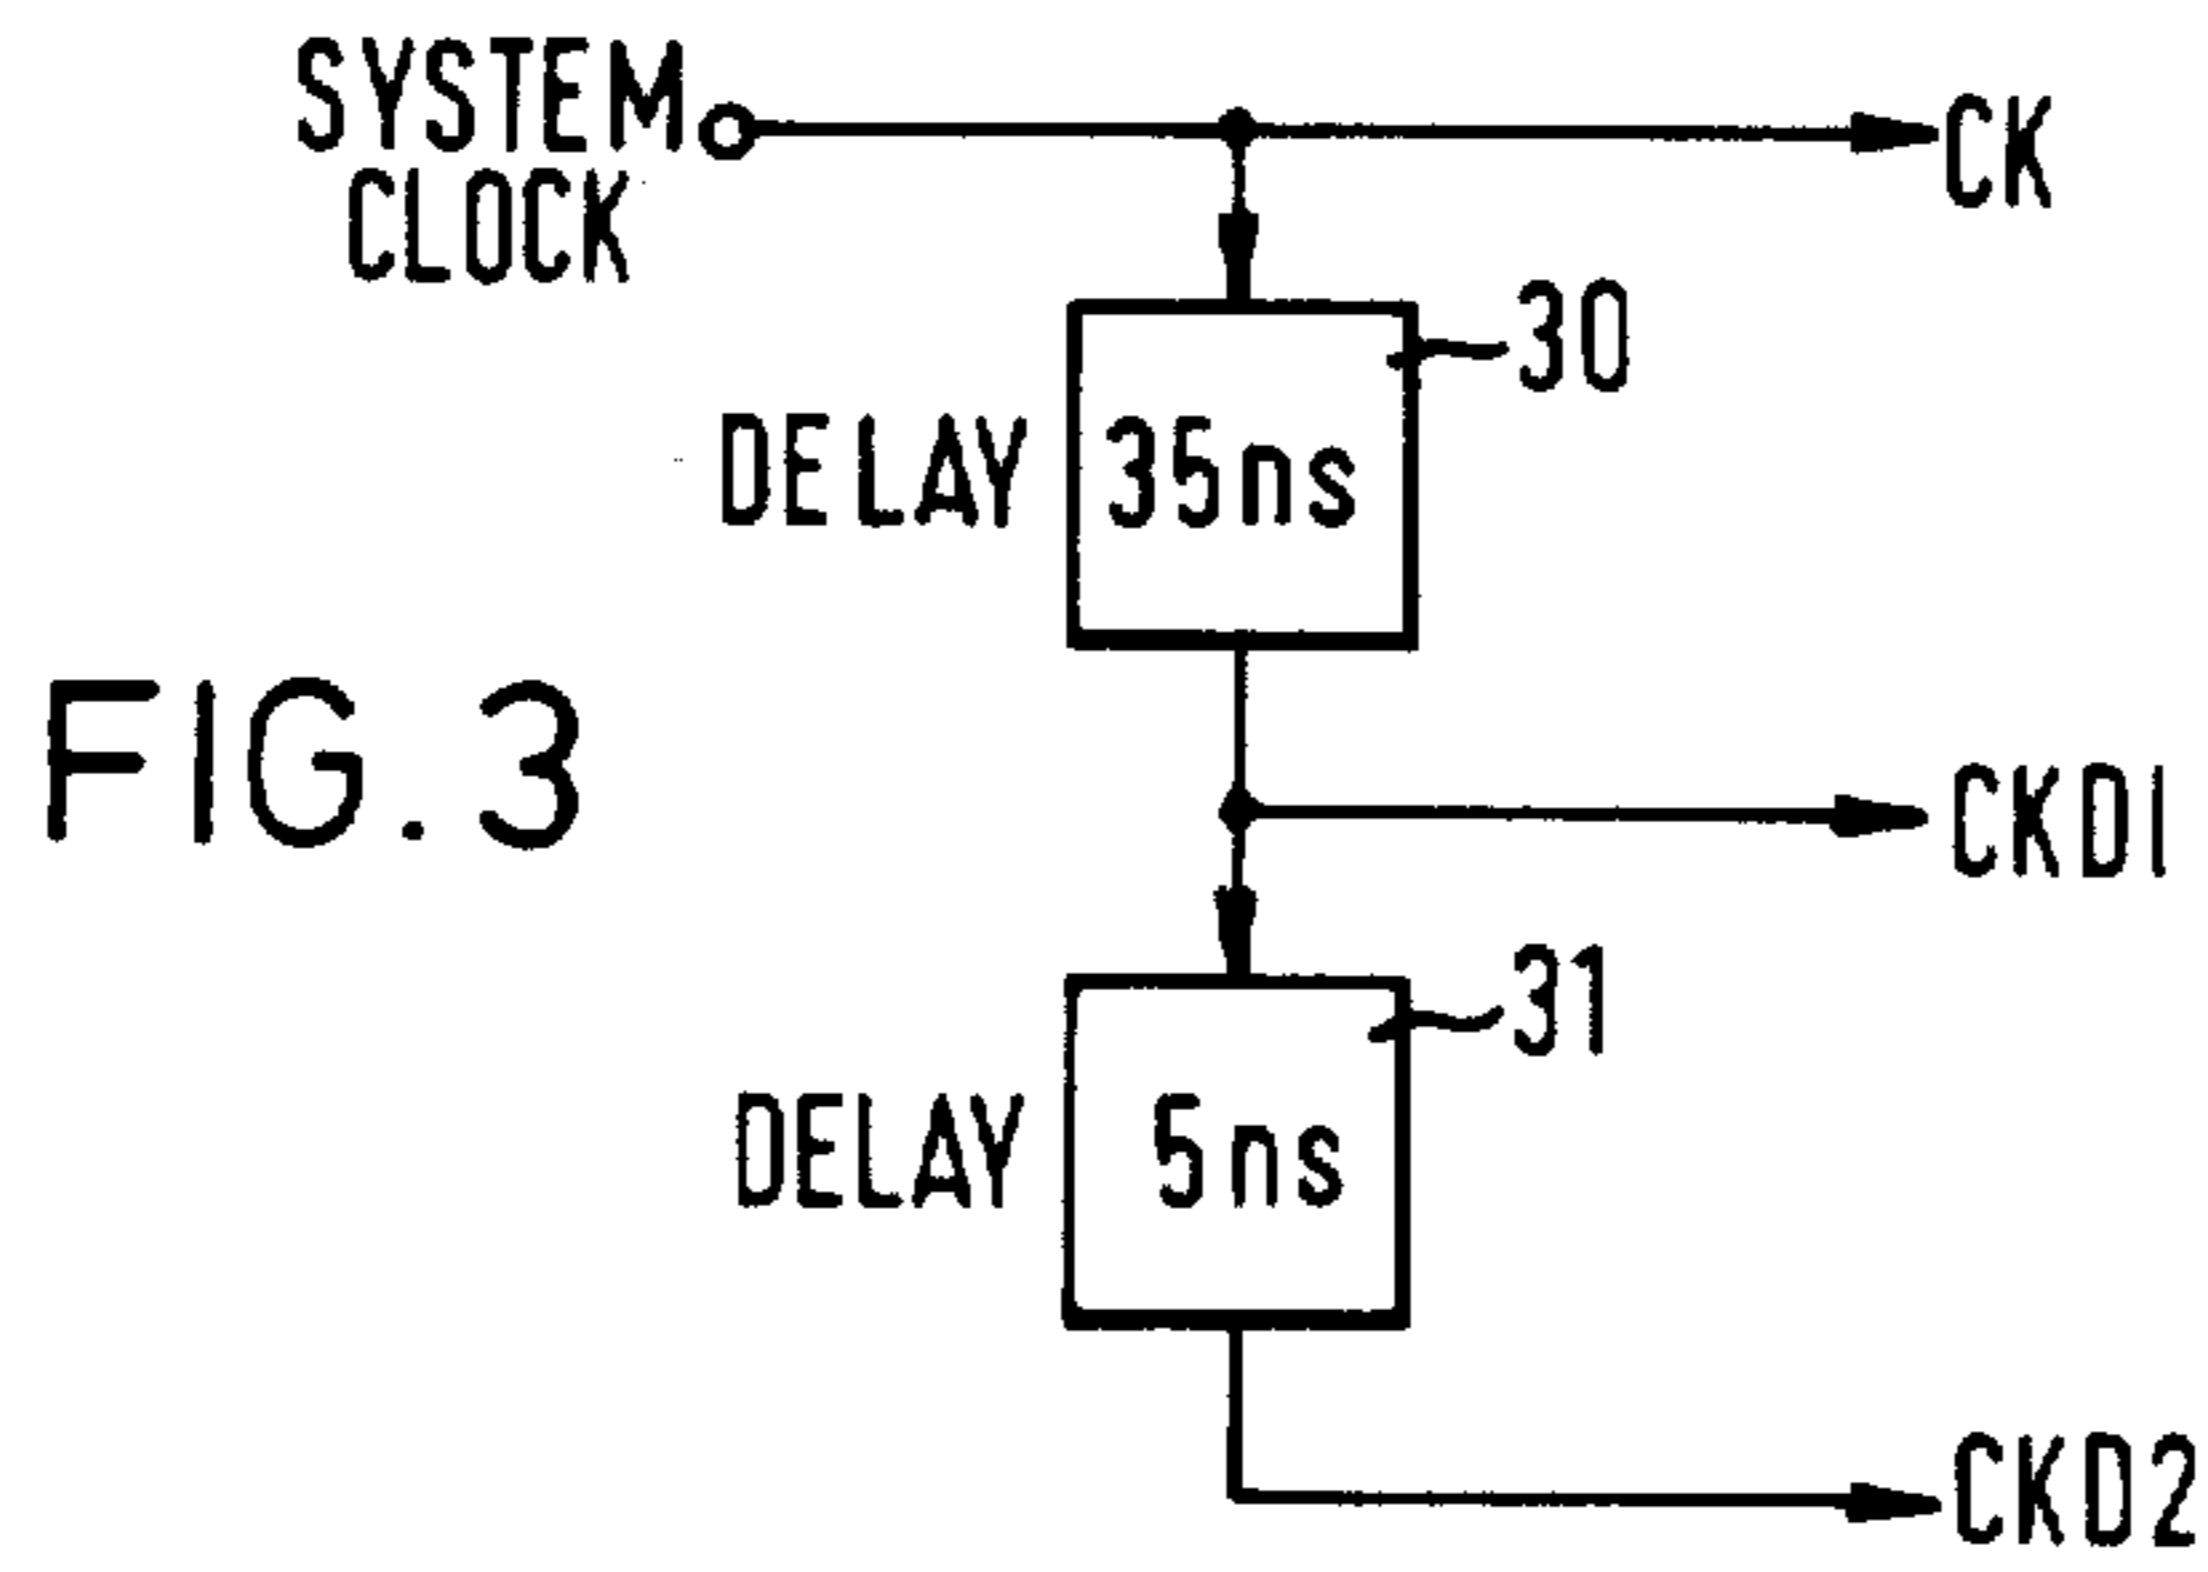 SYSTEM
CLOCK
CK
30
DELAY 35ns
FIG. 3
CKD1
31
DELAY 5ns
CKD2